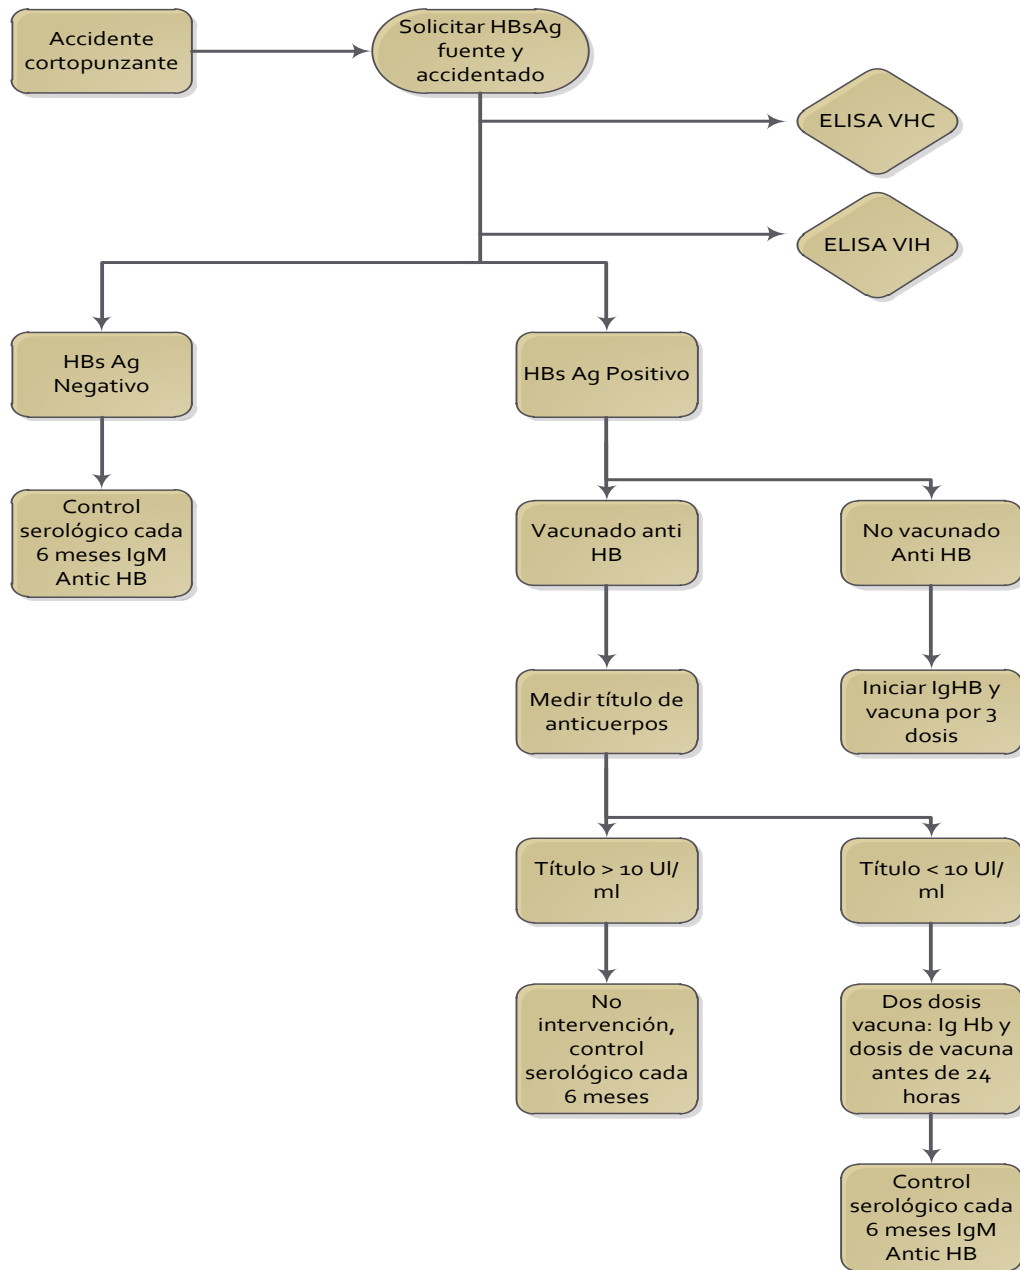 Accidente
cortopunzante
Solicitar HBsAg
fuente y
accidentado
ELISA VHC
ELISA VIH
HBs Ag
Negativo
HBs Ag Positivo
Control
serológico cada
6 meses IgM
Antic HB
Vacunado anti
HB
No vacunado
Anti HB
Medir título de
anticuerpos
Iniciar IgHB y
vacuna por 3
dosis
Título > 10 Ul/
ml
Título < 10 Ul/
ml
No
intervención,
control
serológico cada
6 meses
Dos dosis
vacuna: Ig Hb y
dosis de vacuna
antes de 24
horas
Control
serológico cada
6 meses IgM
Antic HB